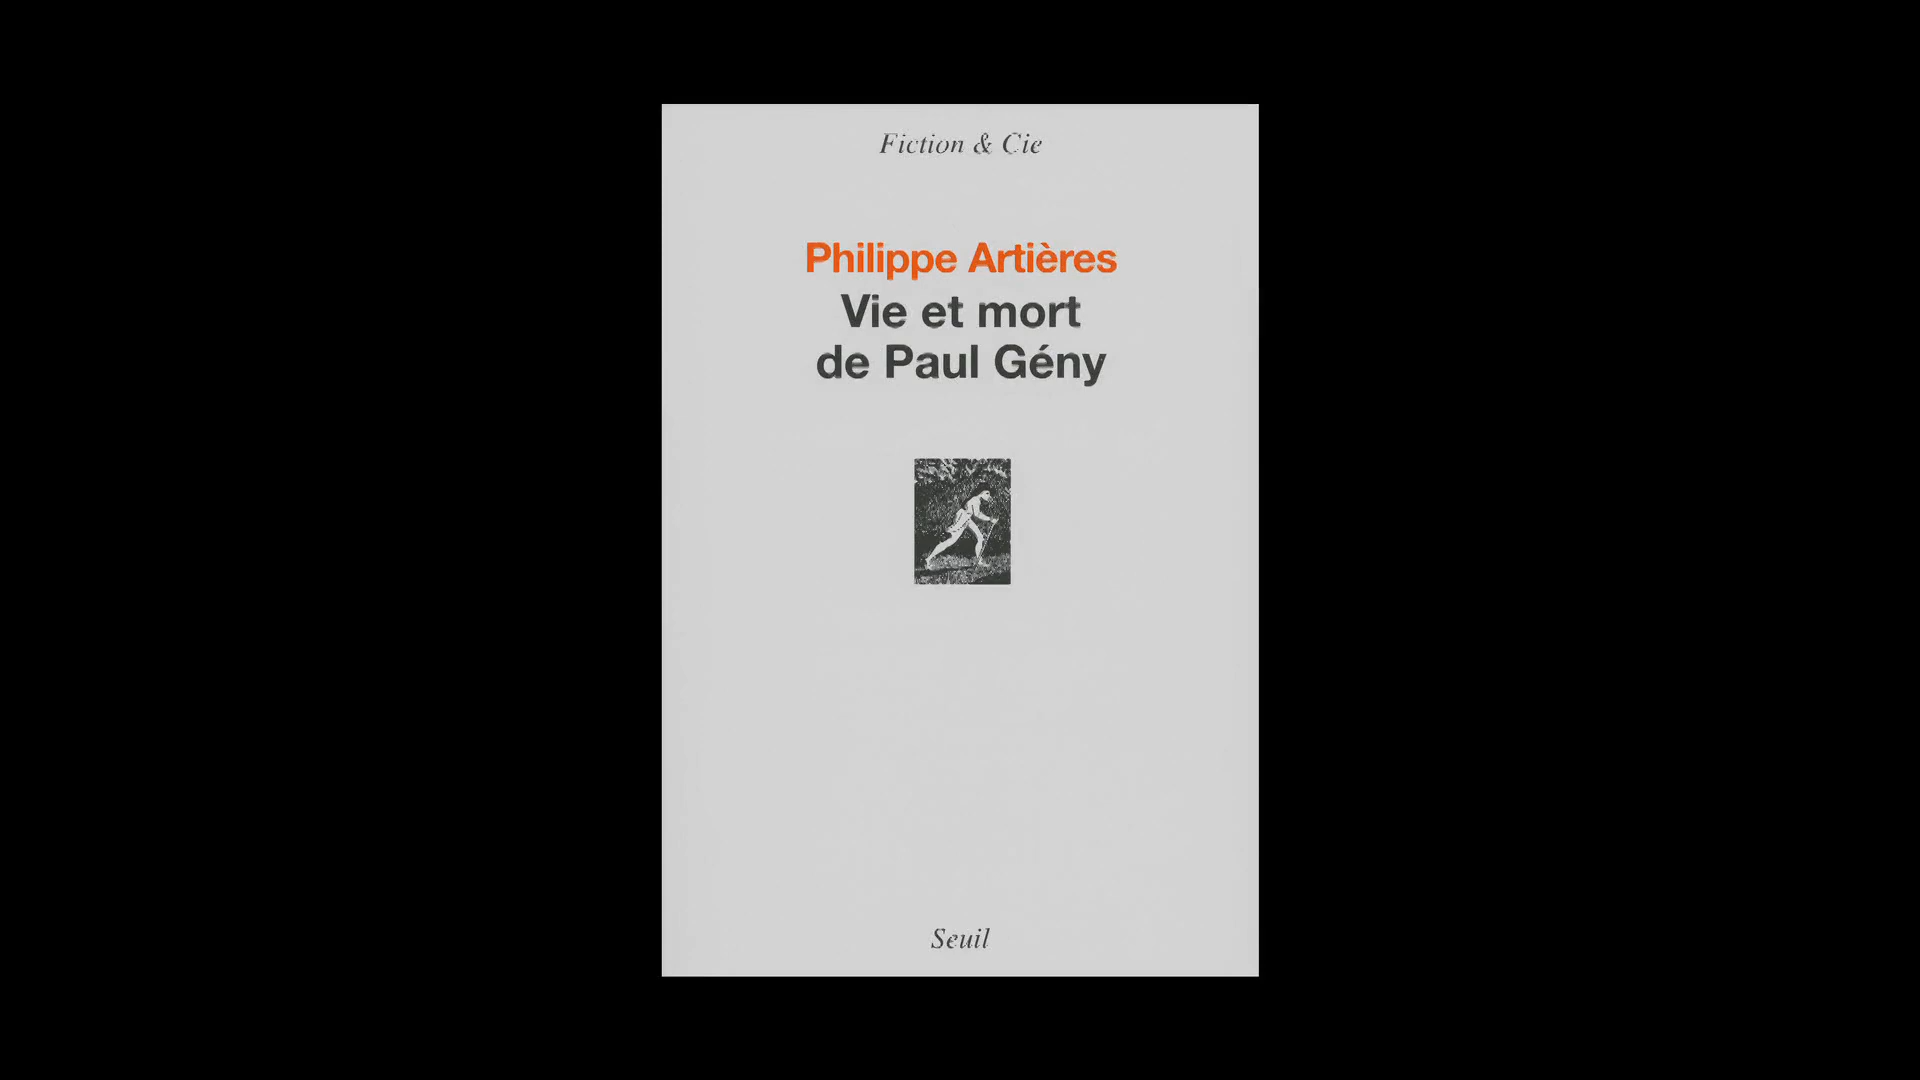 Fiction & Cie
Philippe Artières
Vie et mort
de Paul Gény
Seuil